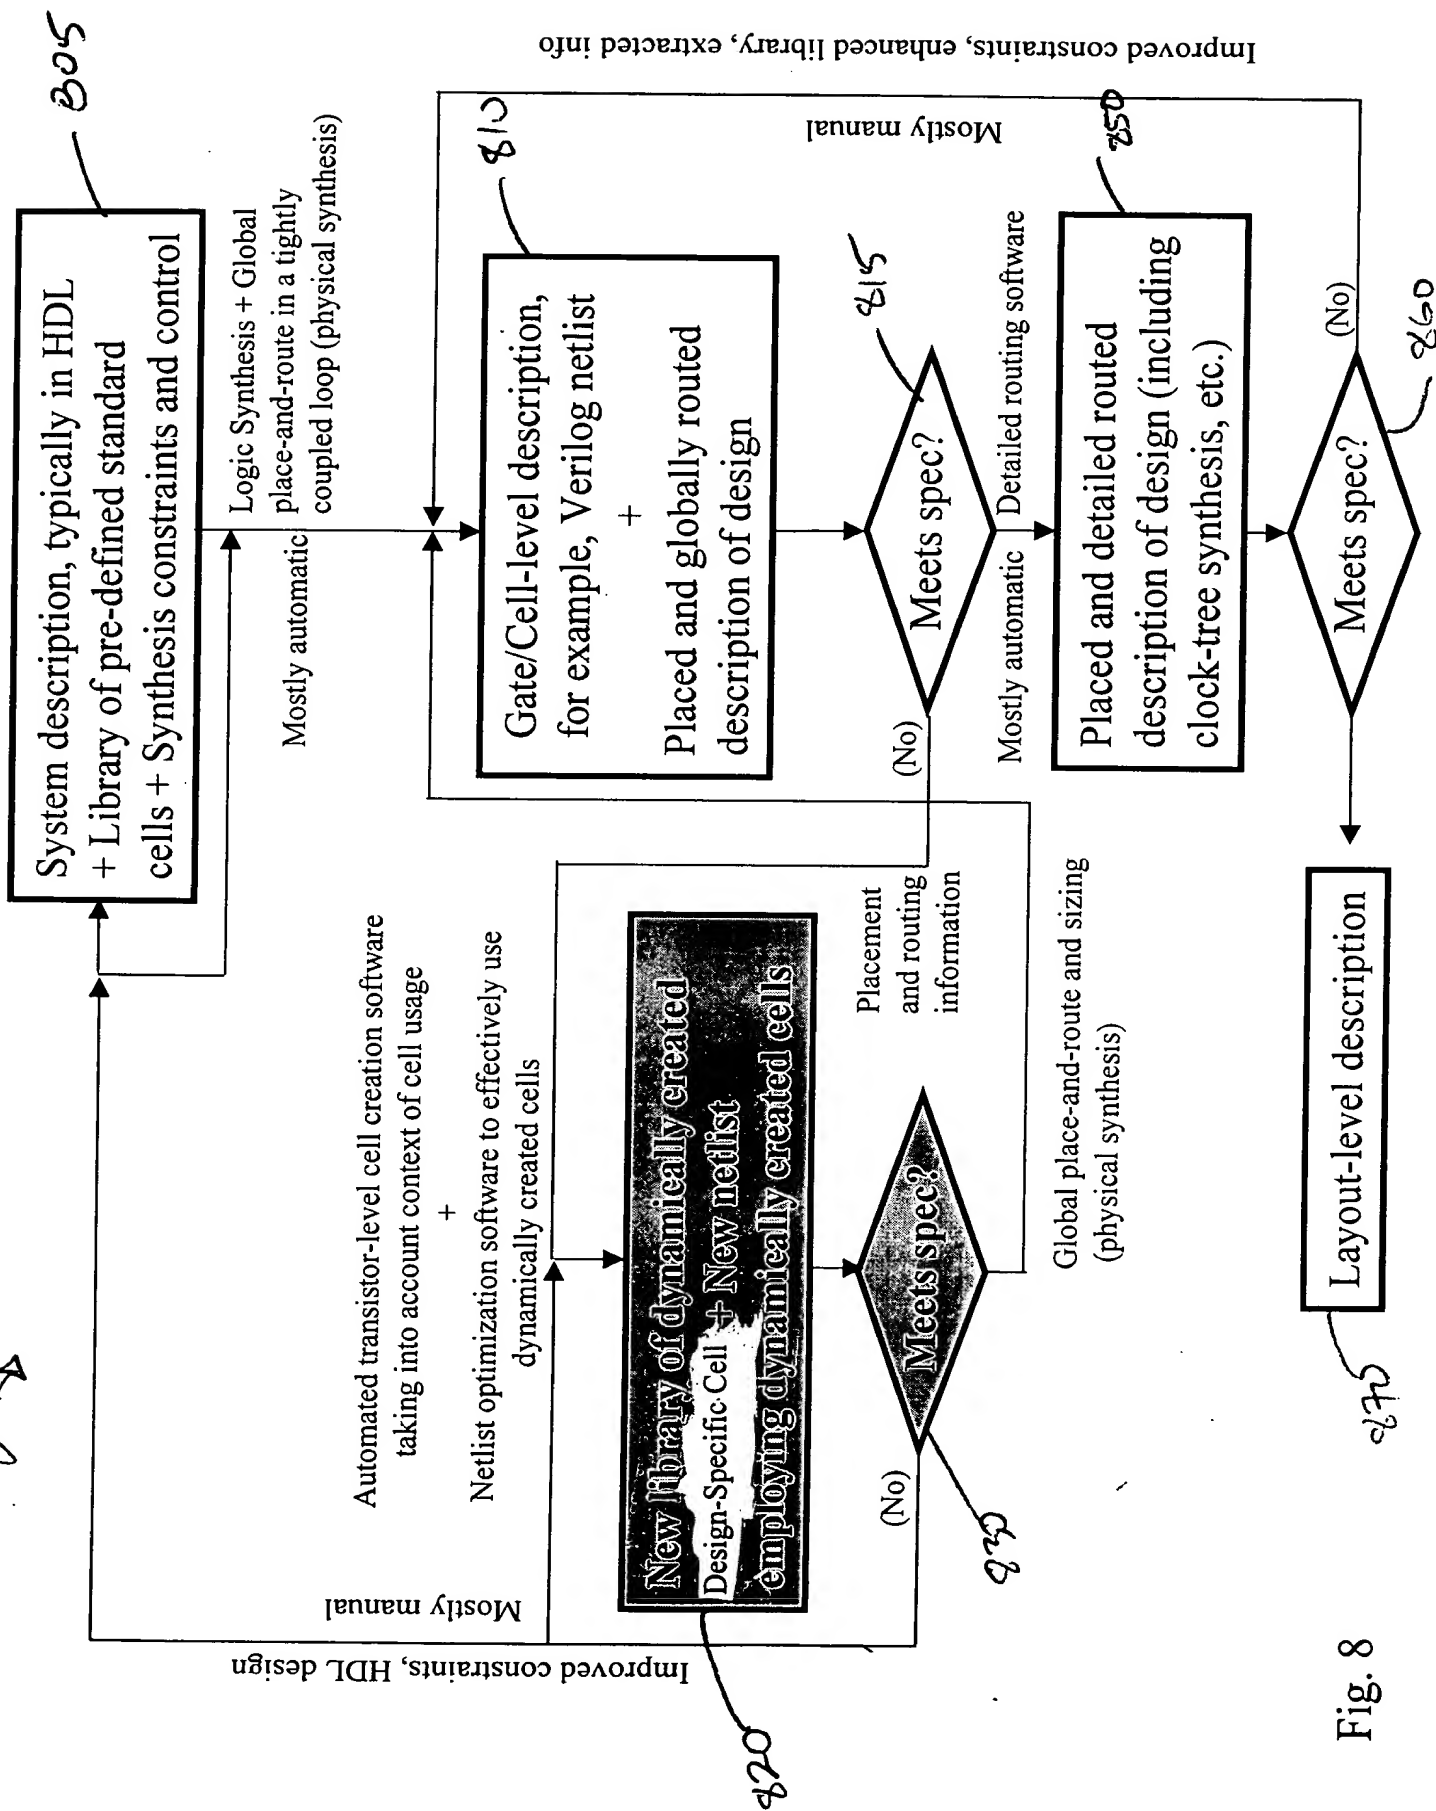 System description, typically in HDL
+ Library of pre-defined standard
cells + Synthesis constraints and control
805
Logic Synthesis + Global
place-and-route in a tightly
coupled loop (physical synthesis)
Mostly automatic
Improved constraints, enhanced library, extracted info
Mostly manual
Gate/Cell-level description,
for example, Verilog netlist
+
Placed and globally routed
description of design
810
Meets spec?
815
(No)
Mostly automatic
Detailed routing software
Placed and detailed routed
description of design (including
clock-tree synthesis, etc.)
850
Meets spec?
(No)
860
Automated transistor-level cell creation software
taking into account context of cell usage
+
Netlist optimization software to effectively use
dynamically created cells
Improved constraints, HDL design
Mostly manual
New library of dynamically created
Design-Specific Cell + New netlist
employing dynamically created cells
820
Placement
and routing
information
Meets spec?
(No)
830
Global place-and-route and sizing
(physical synthesis)
Layout-level description
870
Fig. 8